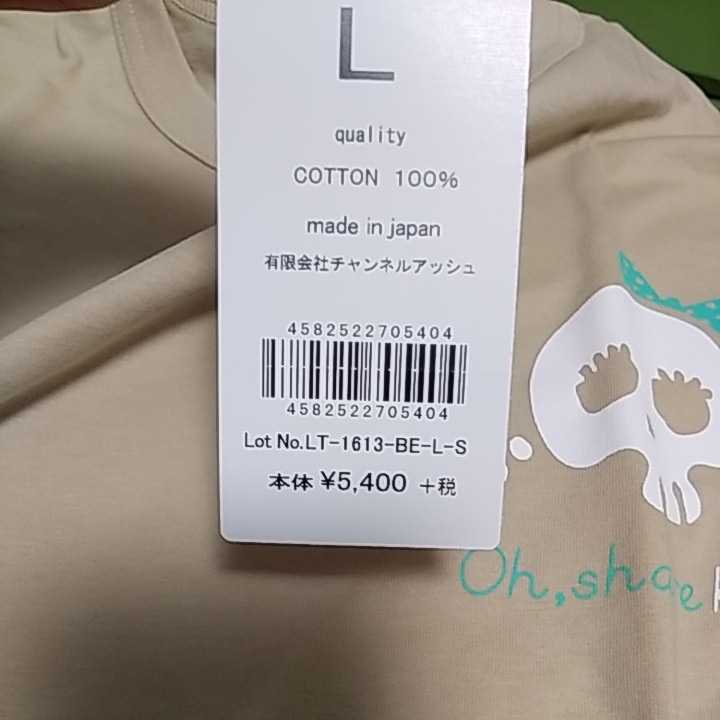 L
quality
COTTON 100%
made in japan
有限会社チャンネルアッシュ
4582522705404
4582522705404
Lot No.LT-1613-BE-L-S
本体 ¥5,400 +税
Oh,